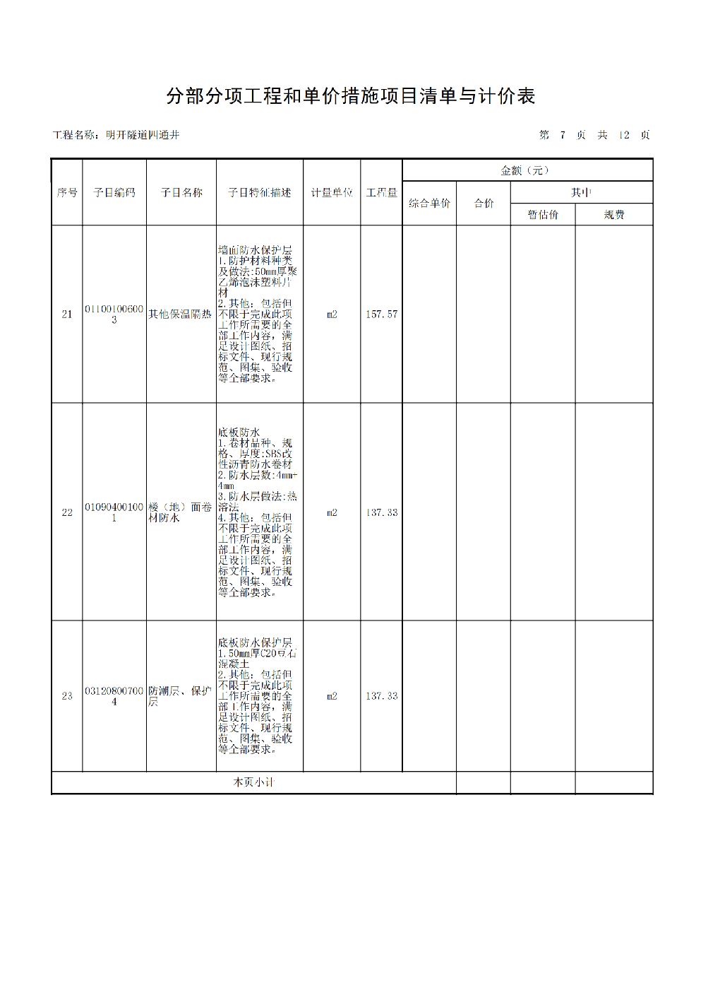 分部分项工程和单价措施项目清单与计价表
工程名称：明开隧道四通井
第 7 页 共 12 页
序号
子目编码
子目名称
子目特征描述
计量单位
工程量
金额（元）
综合单价
合价
其中
暂估价
规费
21
01100100600
3
其他保温隔热
墙面防水保护层
1.防护材料种类
及做法:50mm厚聚
乙烯泡沫塑料片
材
2.其他：包括但
不限于完成此项
工作所需要的全
部工作内容，满
足设计图纸、招
标文件、现行规
范、图集、验收
等全部要求。
m2
157.57
22
01090400100
1
楼（地）面卷
材防水
底板防水
1.卷材品种、规
格、厚度:SBS改
性沥青防水卷材
2.防水层数:4mm+
4mm
3.防水层做法:热
溶法
4.其他：包括但
不限于完成此项
工作所需要的全
部工作内容，满
足设计图纸、招
标文件、现行规
范、图集、验收
等全部要求。
m2
137.33
23
03120800700
4
防潮层、保护
层
底板防水保护层
1.50mm厚C20豆石
混凝土
2.其他：包括但
不限于完成此项
工作所需要的全
部工作内容，满
足设计图纸、招
标文件、现行规
范、图集、验收
等全部要求。
m2
137.33
本页小计